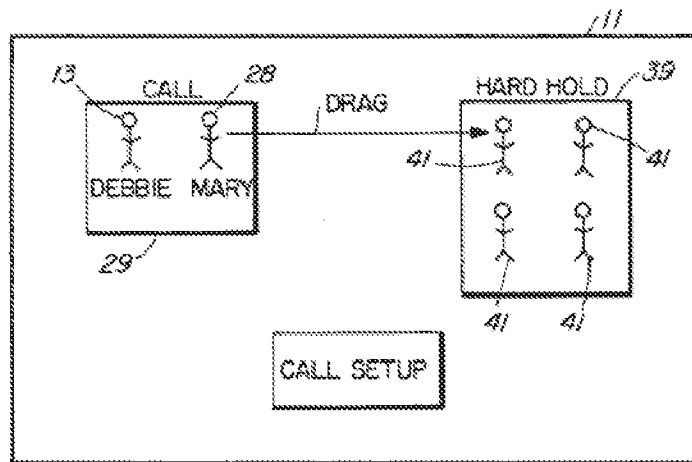 11
13 CALL 28 DRAG HARD HOLD 39
41 41
DEBBIE MARY
29
41 41
CALL SETUP